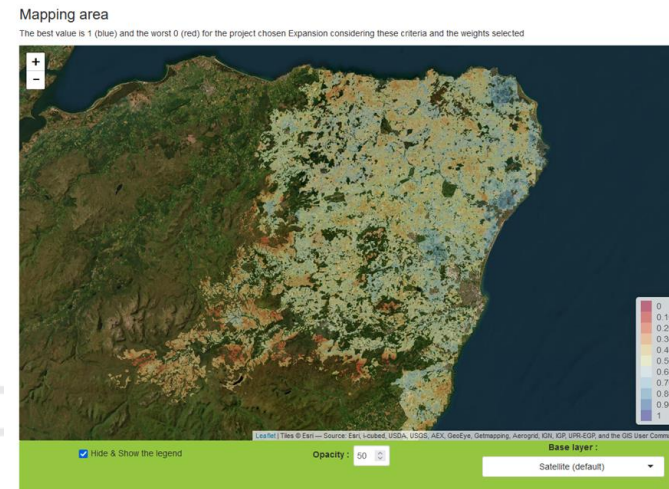 Mapping area
The best value is 1 (blue) and the worst 0 (red) for the project chosen Expansion considering these criteria and the weights selected
+
−
0
0.1
0.2
0.3
0.4
0.5
0.6
0.7
0.8
0.9
1
Leaflet | Tiles © Esri — Source: Esri, i-cubed, USDA, USGS, AEX, GeoEye, Getmapping, Aerogrid, IGN, IGP, UPR-EGP, and the GIS User Commu
Hide & Show the legend
Opacity :
50
Base layer :
Satellite (default)